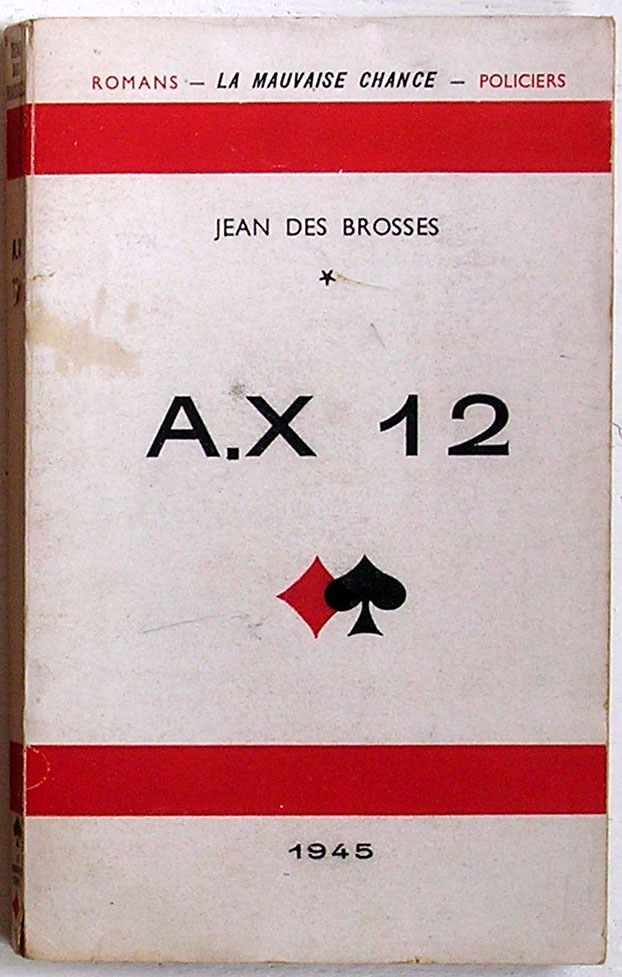 ROMANS — LA MAUVAISE CHANCE — POLICIERS
JEAN DES BROSSES
A.X 12
1945